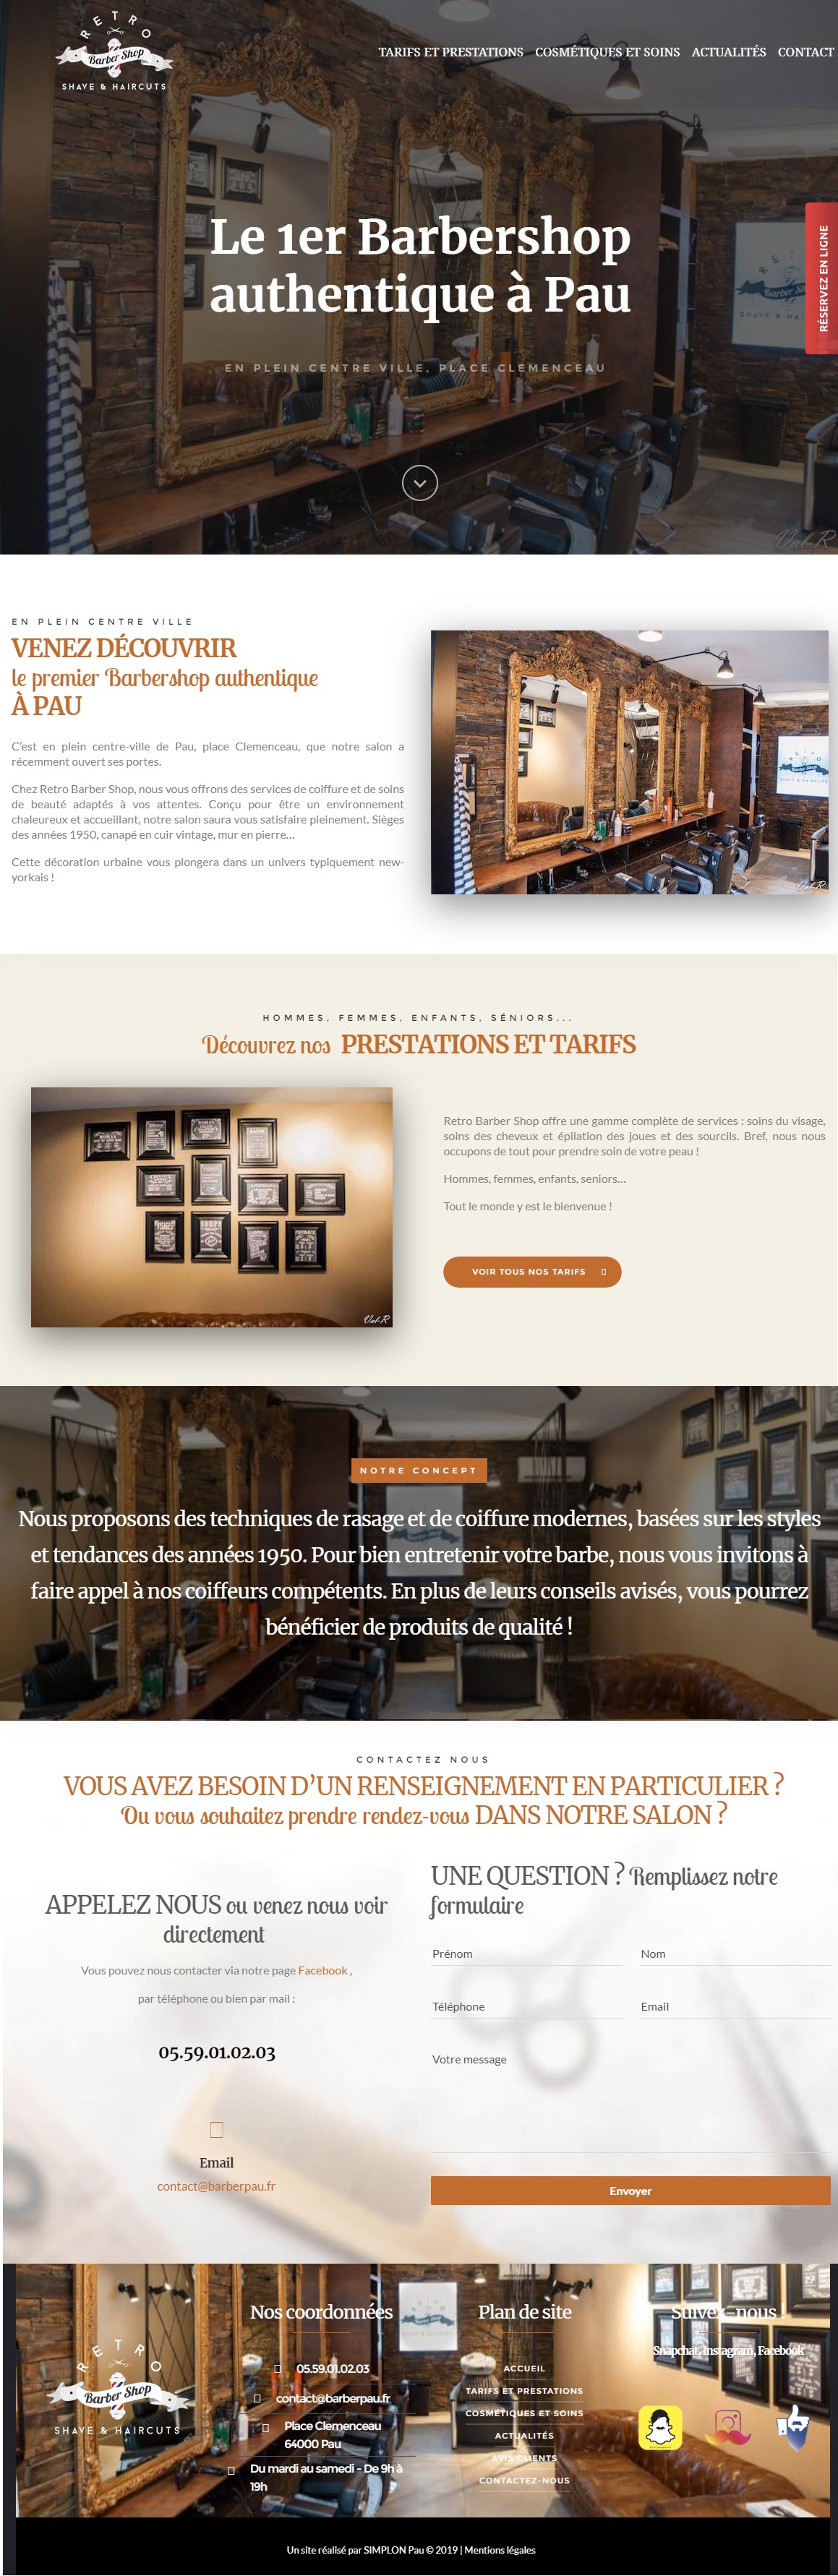 RETRO
Barber Shop
SHAVE & HAIRCUTS
TARIFS ET PRESTATIONS COSMÉTIQUES ET SOINS ACTUALITÉS CONTACT
Le 1er Barbershop
authentique à Pau
RÉSERVEZ EN LIGNE
EN PLEIN CENTRE VILLE, PLACE CLEMENCEAU
Val-R
EN PLEIN CENTRE VILLE
VENEZ DÉCOUVRIR
le premier Barbershop authentique
À PAU
C’est en plein centre-ville de Pau, place Clemenceau, que notre salon a
récemment ouvert ses portes.
Chez Retro Barber Shop, nous vous offrons des services de coiffure et de soins
de beauté adaptés à vos attentes. Conçu pour être un environnement
chaleureux et accueillant, notre salon saura vous satisfaire pleinement. Sièges
des années 1950, canapé en cuir vintage, mur en pierre…
Cette décoration urbaine vous plongera dans un univers typiquement new-
yorkais !
SHAVE & HAIRCUTS
Val-R
HOMMES, FEMMES, ENFANTS, SÉNIORS...
Découvrez nos PRESTATIONS ET TARIFS
Val-R
Retro Barber Shop offre une gamme complète de services : soins du visage,
soins des cheveux et épilation des joues et des sourcils. Bref, nous nous
occupons de tout pour prendre soin de votre peau !
Hommes, femmes, enfants, seniors…
Tout le monde y est le bienvenue !
VOIR TOUS NOS TARIFS
NOTRE CONCEPT
Nous proposons des techniques de rasage et de coiffure modernes, basées sur les styles
et tendances des années 1950. Pour bien entretenir votre barbe, nous vous invitons à
faire appel à nos coiffeurs compétents. En plus de leurs conseils avisés, vous pourrez
bénéficier de produits de qualité !
CONTACTEZ NOUS
VOUS AVEZ BESOIN D’UN RENSEIGNEMENT EN PARTICULIER ?
Ou vous souhaitez prendre rendez-vous DANS NOTRE SALON ?
APPELEZ NOUS ou venez nous voir
directement
Vous pouvez nous contacter via notre page Facebook ,
par téléphone ou bien par mail :
05.59.01.02.03
Email
contact@barberpau.fr
UNE QUESTION ? Remplissez notre
formulaire
Prénom Nom
Téléphone Email
Votre message
Envoyer
RETRO
Barber Shop
SHAVE & HAIRCUTS
Nos coordonnées
05.59.01.02.03
contact@barberpau.fr
Place Clemenceau
64000 Pau
Du mardi au samedi - De 9h à
19h
Plan de site
ACCUEIL
TARIFS ET PRESTATIONS
COSMÉTIQUES ET SOINS
ACTUALITÉS
AVIS CLIENTS
CONTACTEZ-NOUS
Suivez-nous !
Snapchat, Instagram, Facebook
Un site réalisé par SIMPLON Pau © 2019 | Mentions légales